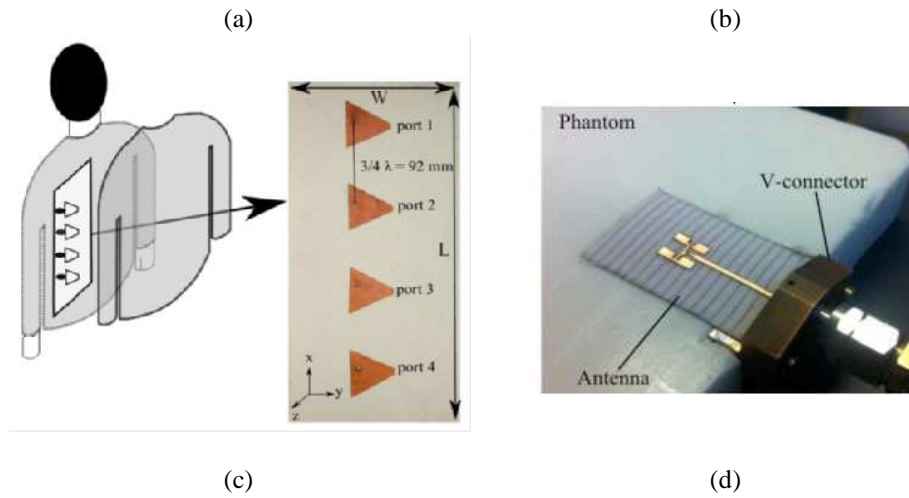 (a)
(b)
W
port 1
3/4 λ = 92 mm
port 2
L
port 3
port 4
x
y
z
Phantom
V-connector
Antenna
(c)
(d)